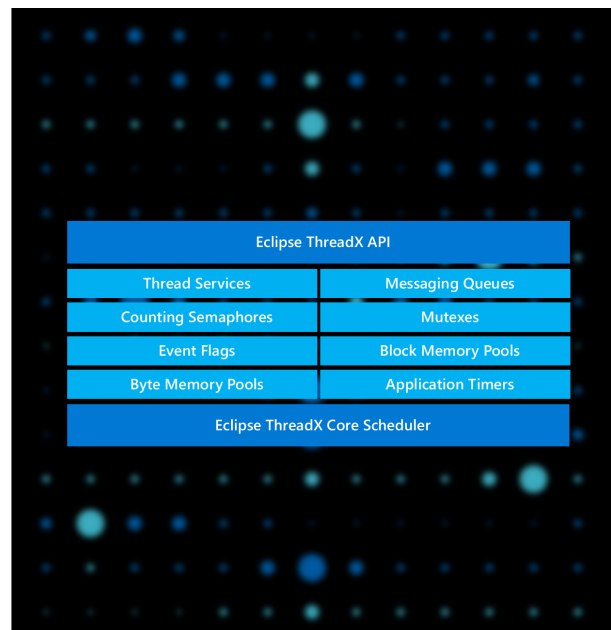 Eclipse ThreadX API
Thread Services
Messaging Queues
Counting Semaphores
Mutexes
Event Flags
Block Memory Pools
Byte Memory Pools
Application Timers
Eclipse ThreadX Core Scheduler